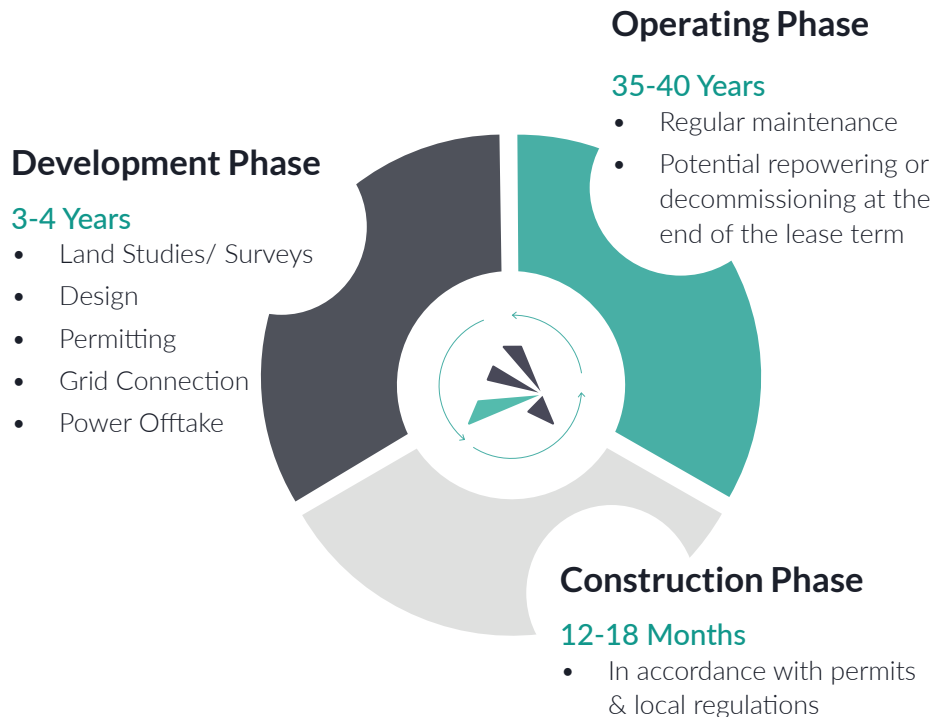 Operating Phase
35-40 Years
• Regular maintenance
• Potential repowering or
decommissioning at the
end of the lease term
Development Phase
3-4 Years
• Land Studies/ Surveys
• Design
• Permitting
• Grid Connection
• Power Offtake
Construction Phase
12-18 Months
• In accordance with permits
& local regulations